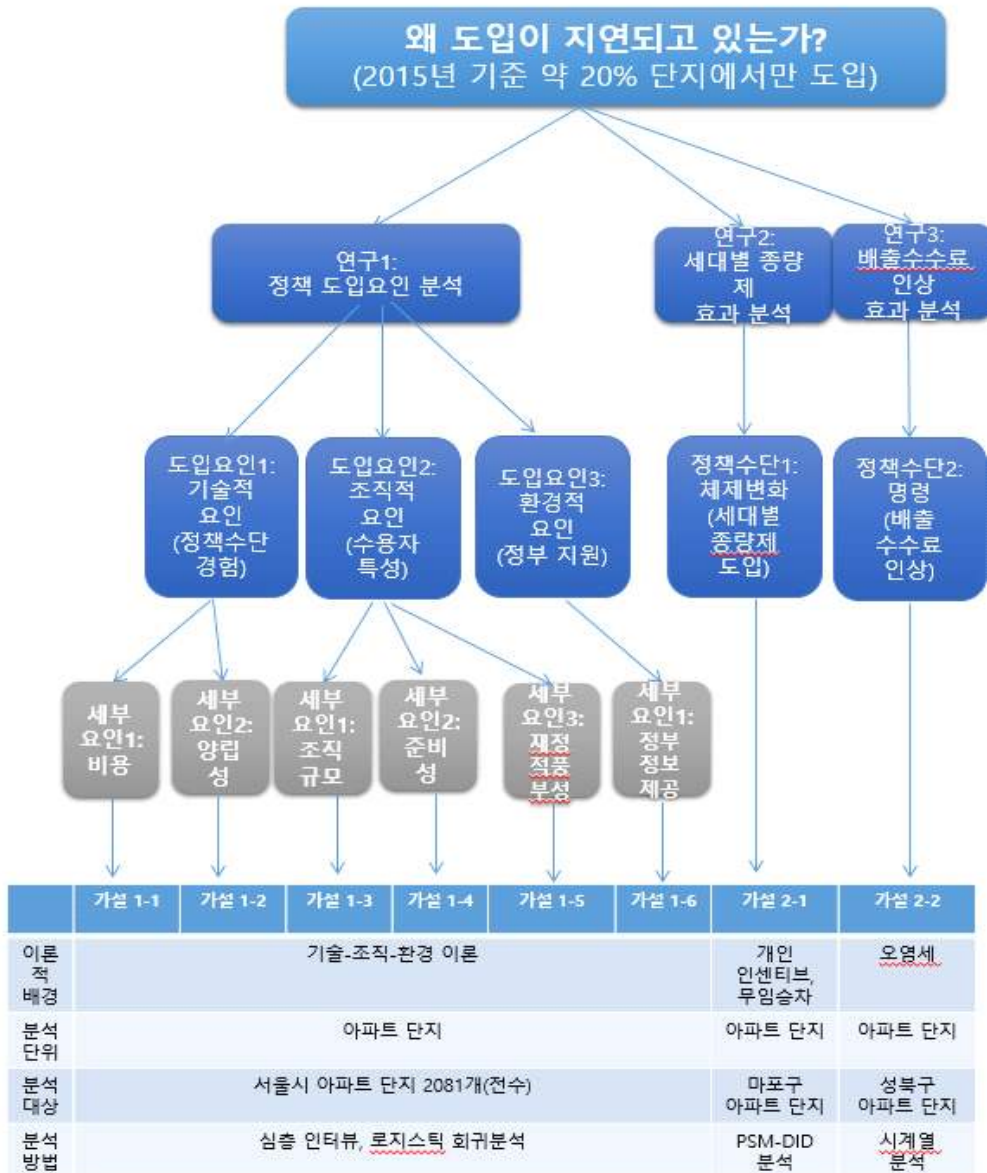 왜 도입이 지연되고 있는가?
(2015년 기준 약 20% 단지에서만 도입)
연구1:
정책 도입요인 분석
연구2:
세대별 종량
제
효과 분석
연구3:
배출수수료
인상
효과 분석
도입요인1:
기술적
요인
(정책수단
경험)
도입요인2:
조직적
요인
(수용자
특성)
도입요인3:
환경적
요인
(정부 지원)
정책수단1:
체제변화
(세대별
종량제
도입)
정책수단2:
명령
(배출
수수료
인상)
세부
요인1:
비용
세부
요인2:
양립
성
세부
요인1:
조직
규모
세부
요인2:
준비
성
세부
요인3:
재정
적풍
부성
세부
요인1:
정부
정보
제공
가설 1-1 가설 1-2 가설 1-3 가설 1-4 가설 1-5 가설 1-6 가설 2-1 가설 2-2
이론
적
배경
기술-조직-환경 이론
개인
인센티브,
무임승차
오염세
분석
단위
아파트 단지
아파트 단지
아파트 단지
분석
대상
서울시 아파트 단지 2081개(전수)
마포구
아파트 단지
성북구
아파트 단지
분석
방법
심층 인터뷰, 로지스틱 회귀분석
PSM-DID
분석
시계열
분석